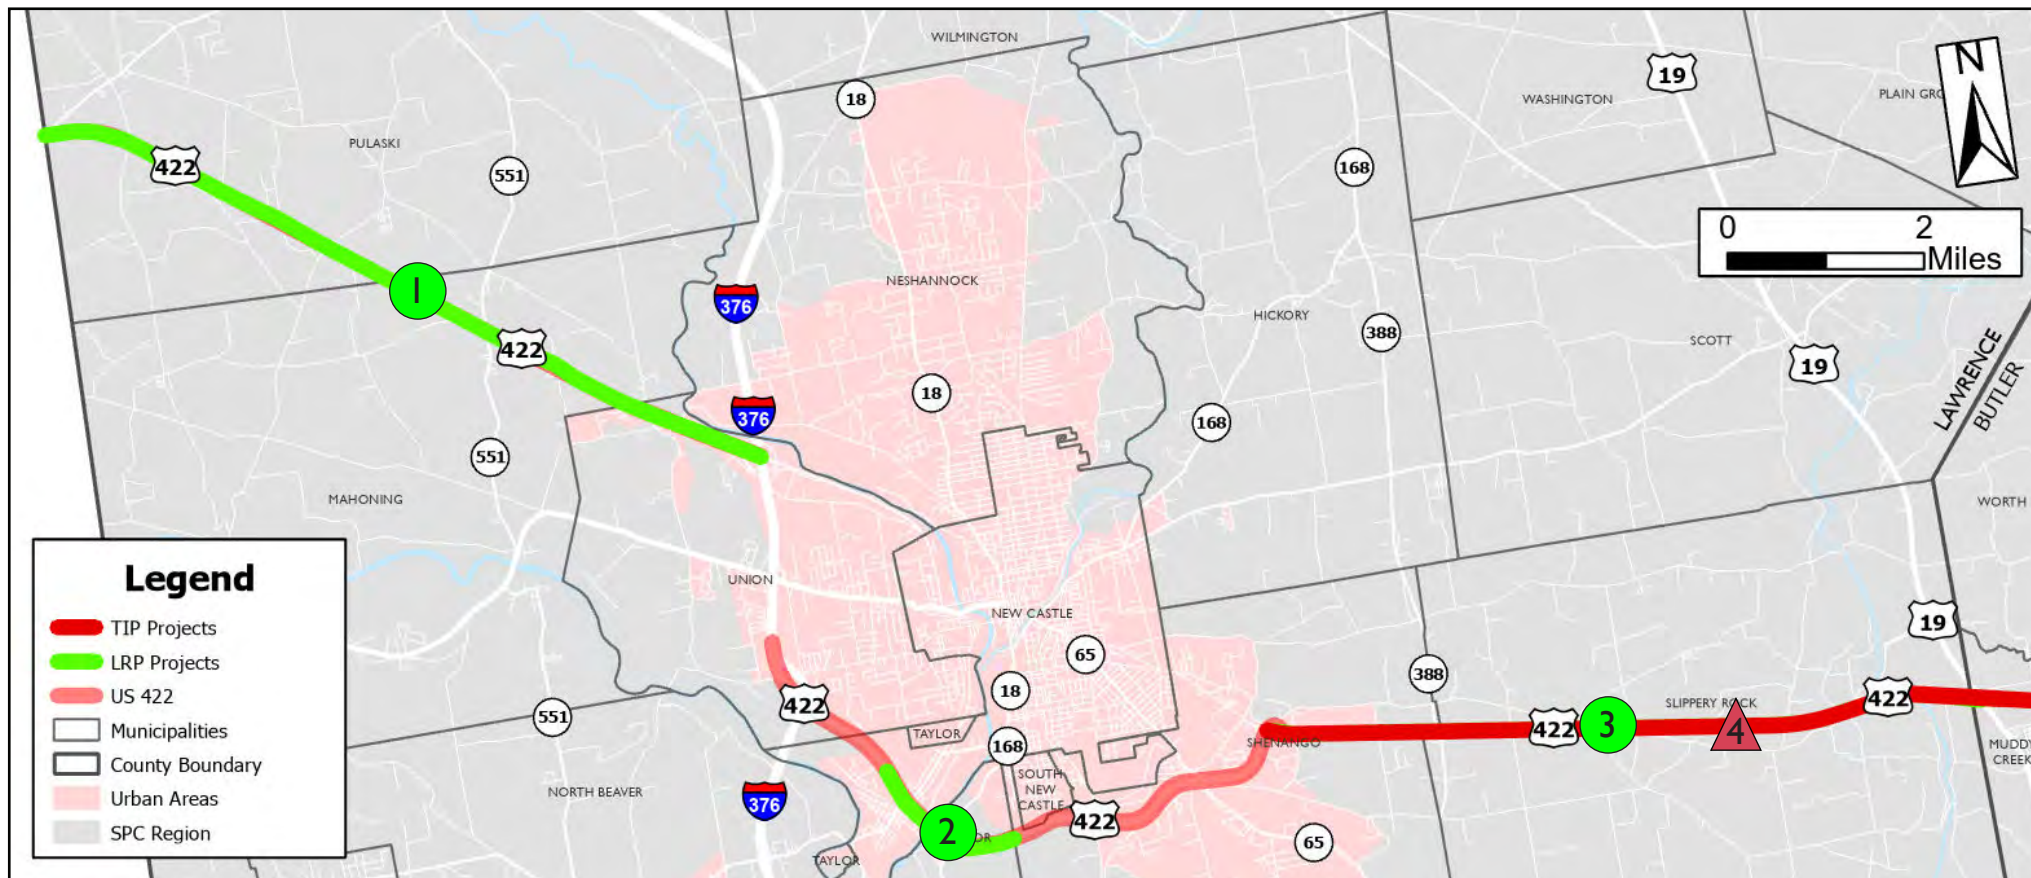 WILMINGTON
N
19
18
WASHINGTON
PLAIN GRO
PULASKI
422
551
168
0 2
Miles
NESHANNOCK
1
376
HICKORY
388
SCOTT
422
19
LAWRENCE
BUTLER
18
376
168
551
MAHONING
WORTH
Legend
TIP Projects
LRP Projects
US 422
Municipalities
County Boundary
Urban Areas
SPC Region
UNION
NEW CASTLE
19
65
388
18
422
SLIPPERY ROCK
422
551
TAYLOR
168
SHENANGO
422
3
4
MUDDY
CREEK
NORTH BEAVER
376
SOUTH
NEW
CASTLE
422
2
OR
65
TAYLOR